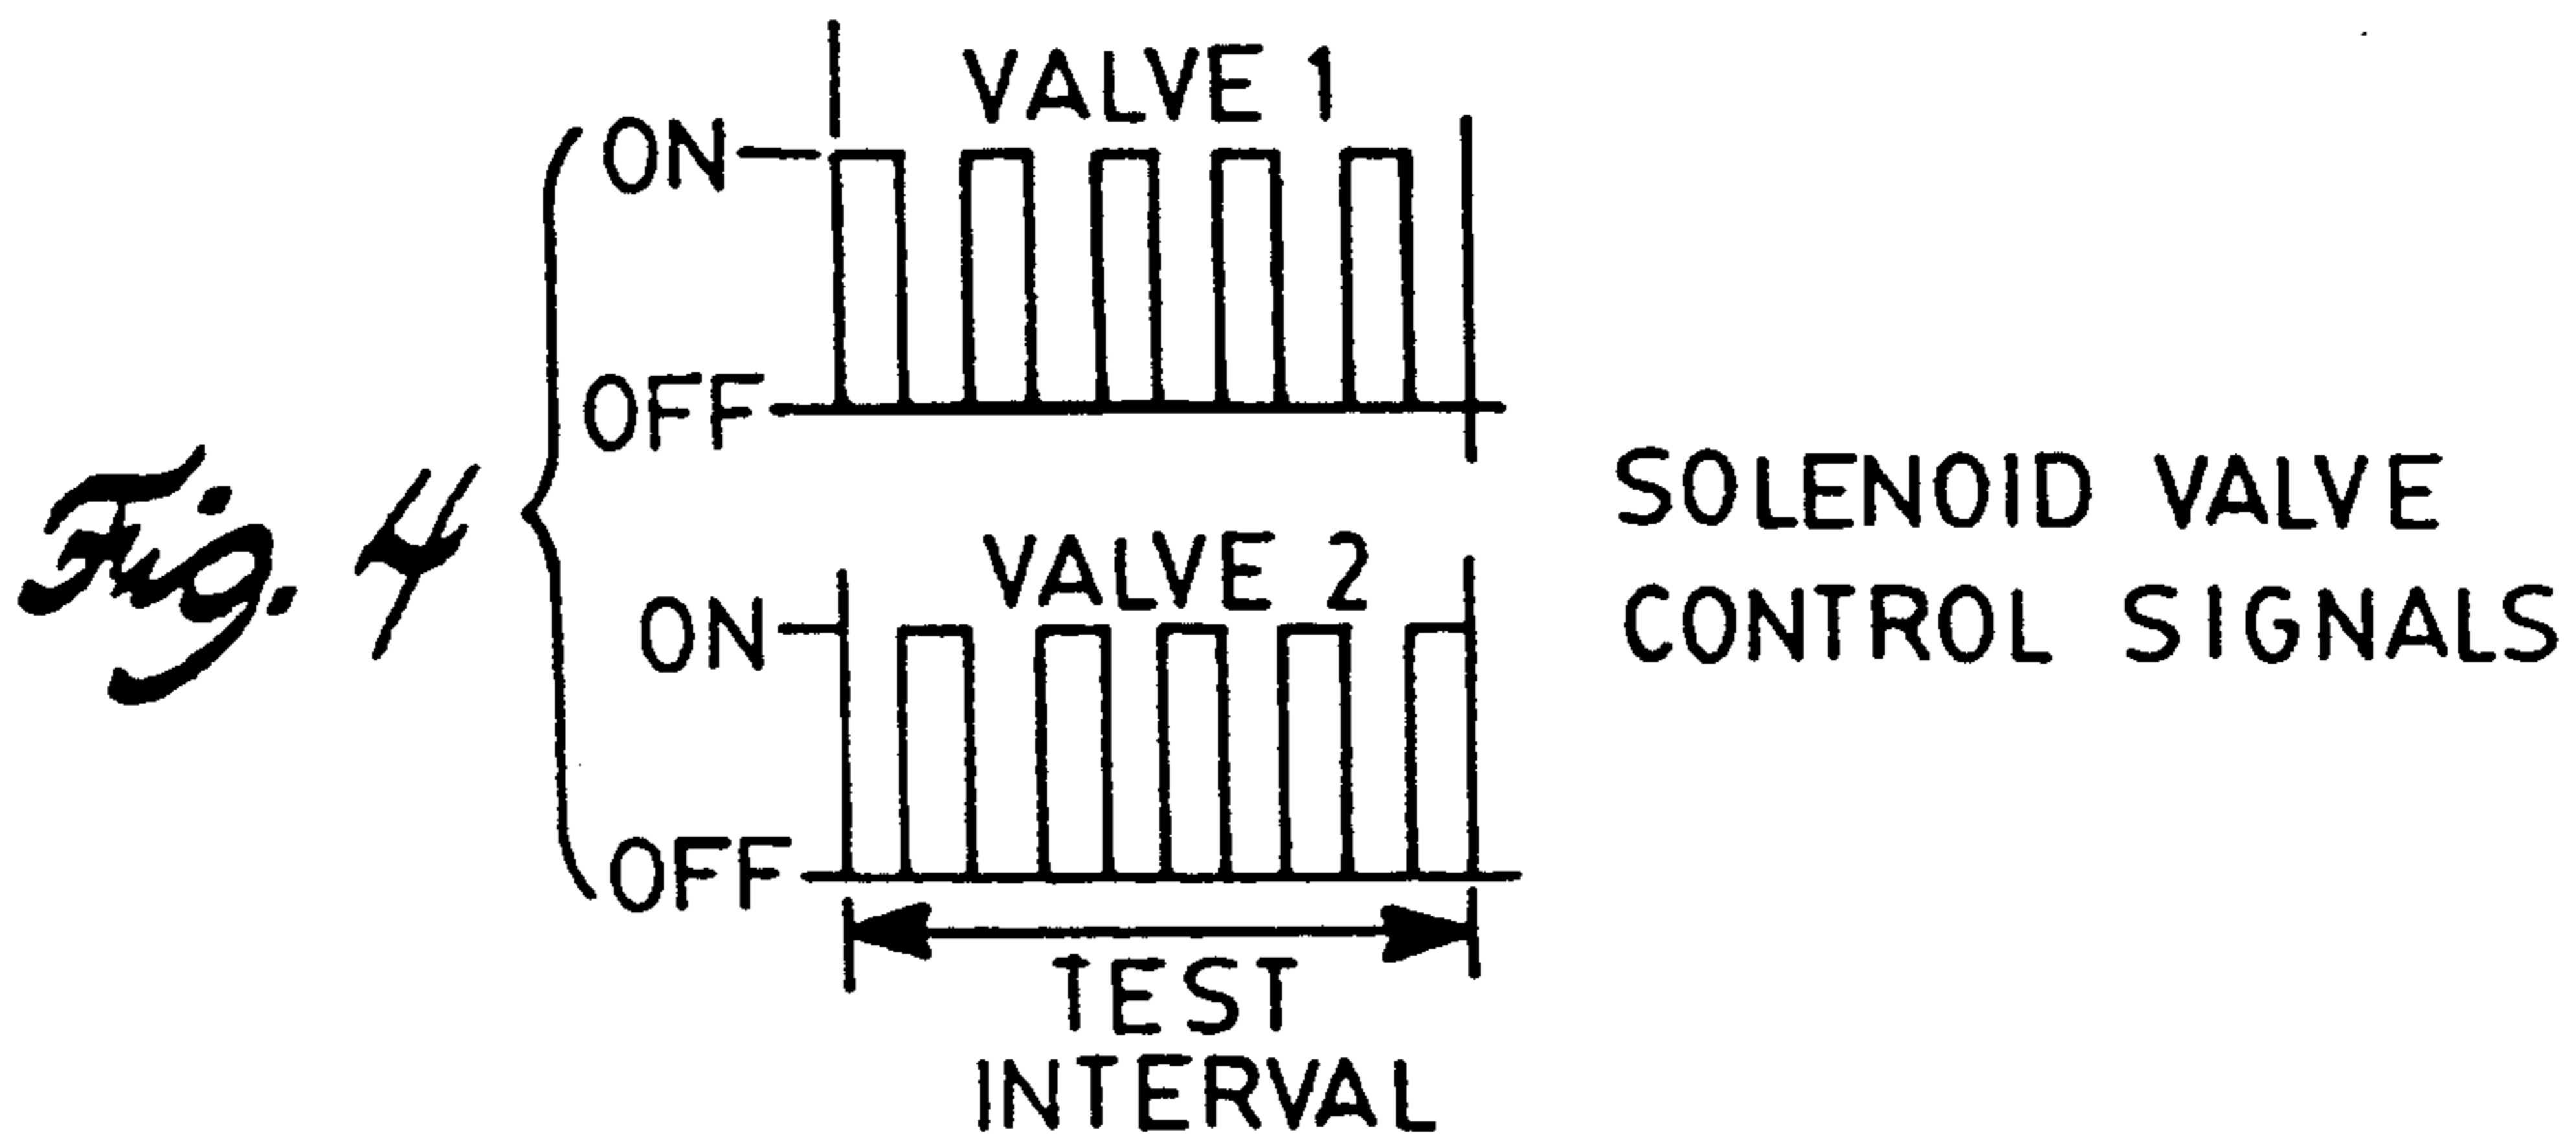 Fig. 4
VALVE 1
ON
OFF
VALVE 2
ON
OFF
TEST
INTERVAL
SOLENOID VALVE
CONTROL SIGNALS